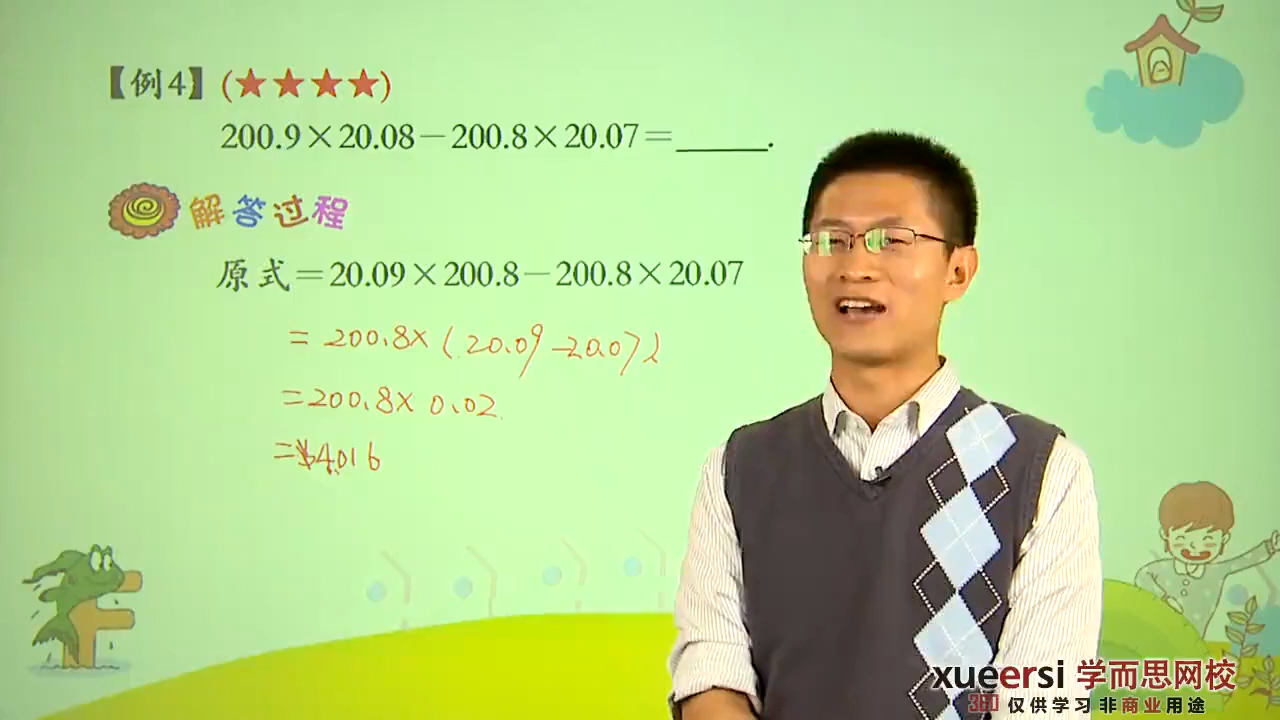 【例4】(★★★★)
200.9×20.08－200.8×20.07＝_____.
解答过程
原式＝20.09×200.8－200.8×20.07
=200.8×(20.09-20.07)
=200.8×0.02
=4.016
xueersi 学而思网校
360 仅供学习 非商业用途